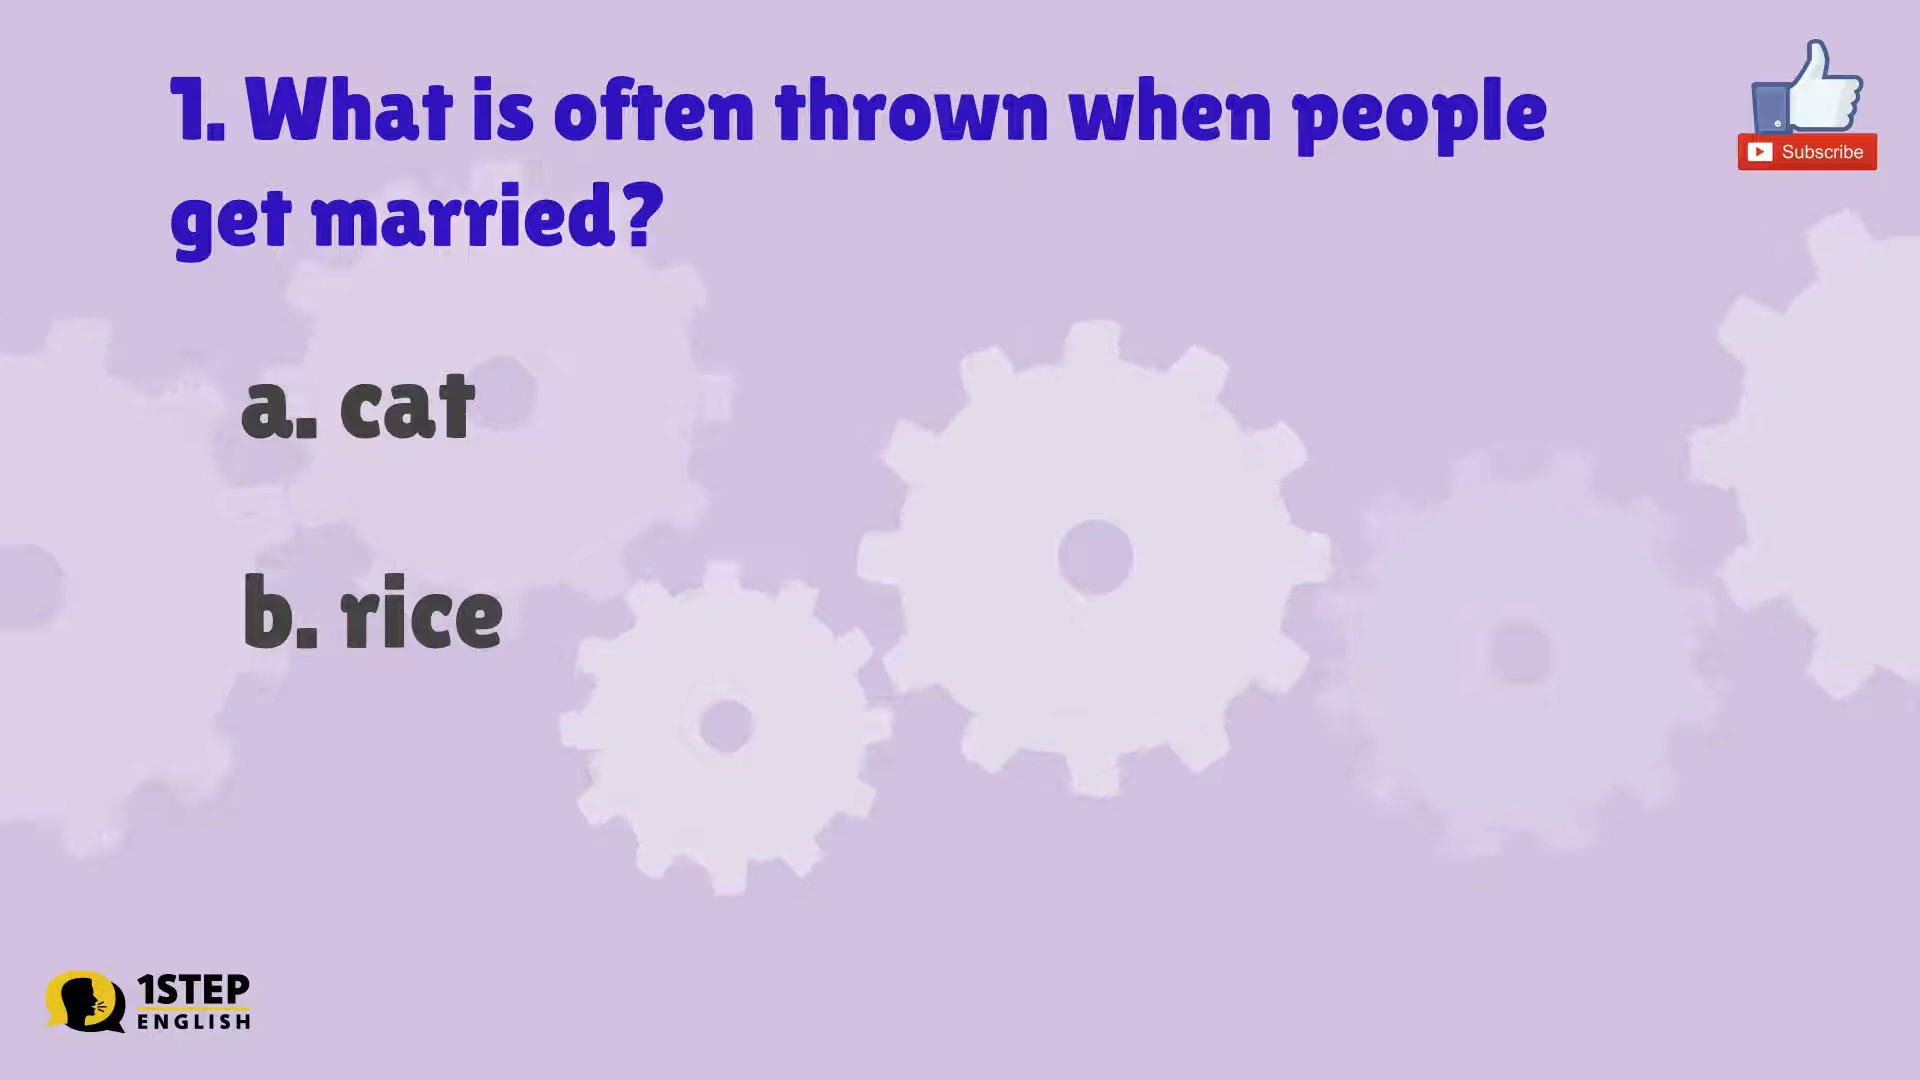 1. What is often thrown when people
get married?
Subscribe
a. cat
b. rice
1STEP
ENGLISH